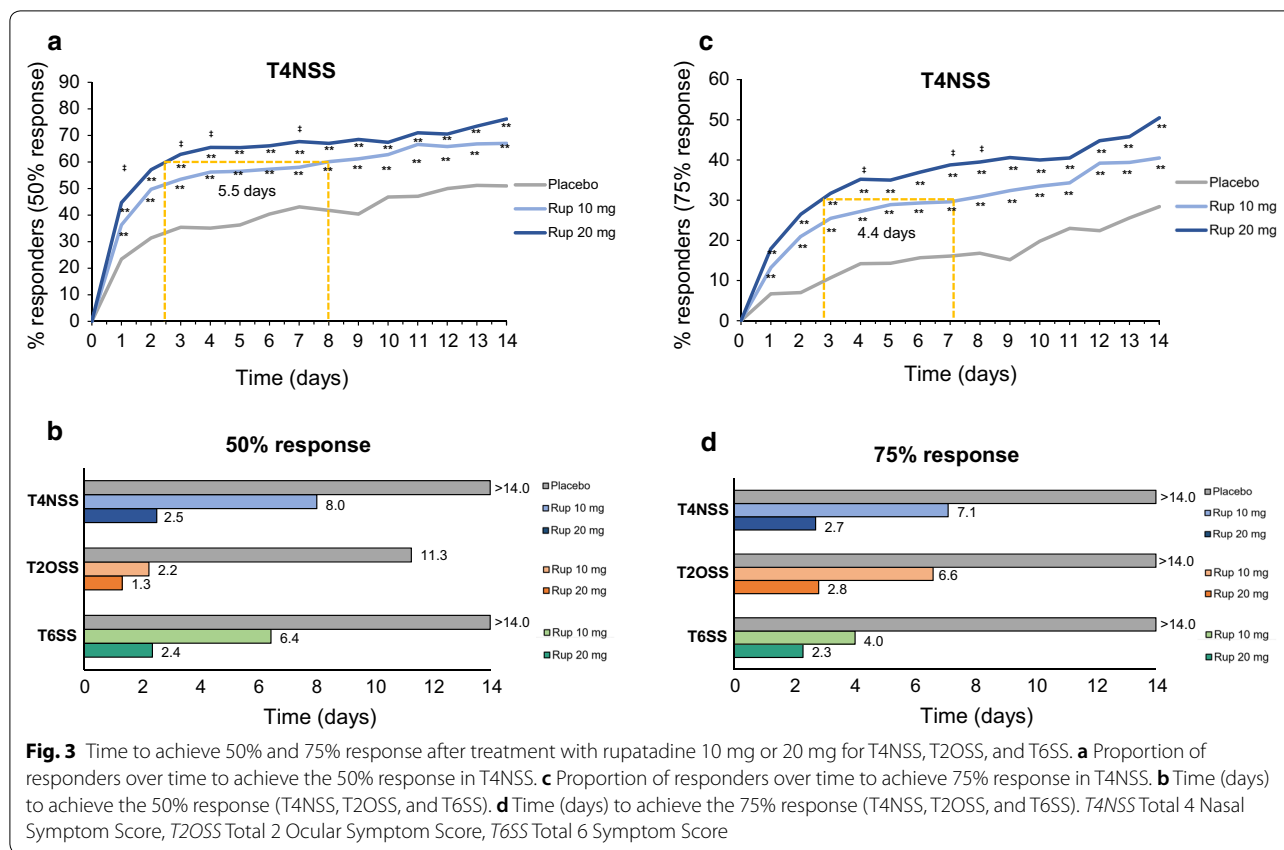 a
T4NSS
% responders (50% response)
90
80
70
60
50
40
30
20
10
0
‡ ‡ ‡ ‡
** ** ** ** ** ** ** ** ** ** ** ** ** **
** ** ** ** ** ** ** ** ** ** ** ** ** **
5.5 days
0 1 2 3 4 5 6 7 8 9 10 11 12 13 14
Time (days)
Placebo
Rup 10 mg
Rup 20 mg
c
T4NSS
% responders (75% response)
60
50
40
30
20
10
0
‡ ‡ ‡
** ** ** ** ** ** ** ** ** ** ** ** ** **
** ** ** ** ** ** ** ** ** ** ** ** ** **
4.4 days
0 1 2 3 4 5 6 7 8 9 10 11 12 13 14
Time (days)
Placebo
Rup 10 mg
Rup 20 mg
b
50% response
T4NSS
>14.0
8.0
2.5
T2OSS
11.3
2.2
1.3
T6SS
>14.0
6.4
2.4
0 2 4 6 8 10 12 14
Time (days)
Placebo
Rup 10 mg
Rup 20 mg
Rup 10 mg
Rup 20 mg
Rup 10 mg
Rup 20 mg
d
75% response
T4NSS
>14.0
7.1
2.7
T2OSS
>14.0
6.6
2.8
T6SS
>14.0
4.0
2.3
0 2 4 6 8 10 12 14
Time (days)
Placebo
Rup 10 mg
Rup 20 mg
Rup 10 mg
Rup 20 mg
Rup 10 mg
Rup 20 mg
Fig. 3 Time to achieve 50% and 75% response after treatment with rupatadine 10 mg or 20 mg for T4NSS, T2OSS, and T6SS. a Proportion of
responders over time to achieve the 50% response in T4NSS. c Proportion of responders over time to achieve 75% response in T4NSS. b Time (days)
to achieve the 50% response (T4NSS, T2OSS, and T6SS). d Time (days) to achieve the 75% response (T4NSS, T2OSS, and T6SS). T4NSS Total 4 Nasal
Symptom Score, T2OSS Total 2 Ocular Symptom Score, T6SS Total 6 Symptom Score